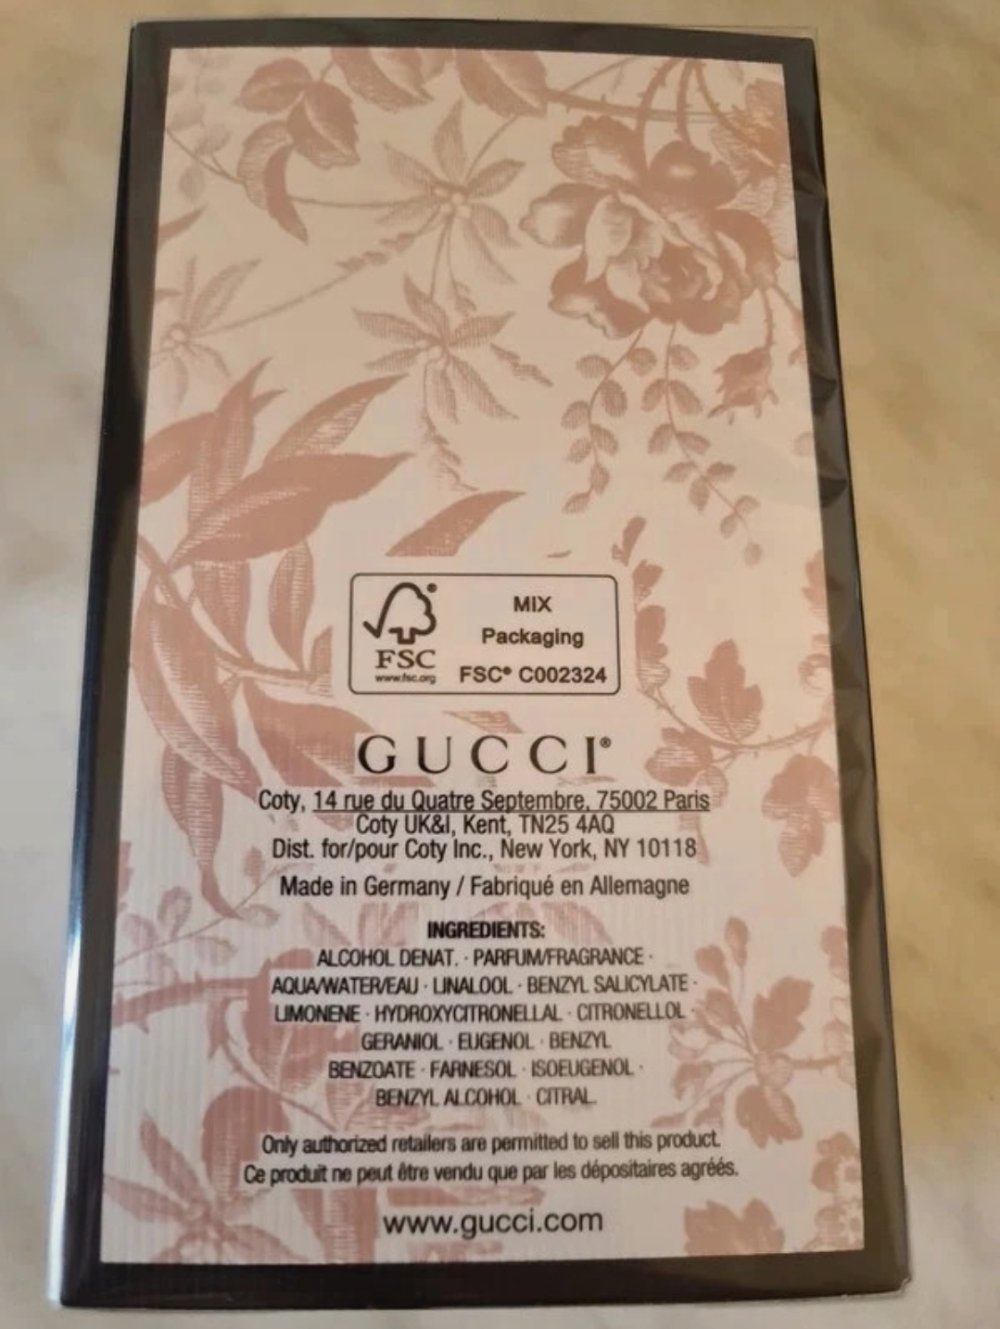 MIX
Packaging
FSC® C002324
FSC®
www.fsc.org
GUCCI®
Coty, 14 rue du Quatre Septembre, 75002 Paris
Coty UK&I, Kent, TN25 4AQ
Dist. for/pour Coty Inc., New York, NY 10118
Made in Germany / Fabriqué en Allemagne
INGREDIENTS:
ALCOHOL DENAT. · PARFUM/FRAGRANCE ·
AQUA/WATER/EAU · LINALOOL · BENZYL SALICYLATE ·
LIMONENE · HYDROXYCITRONELLAL · CITRONELLOL ·
GERANIOL · EUGENOL · BENZYL
BENZOATE · FARNESOL · ISOEUGENOL ·
BENZYL ALCOHOL · CITRAL.
Only authorized retailers are permitted to sell this product.
Ce produit ne peut être vendu que par les dépositaires agréés.
www.gucci.com